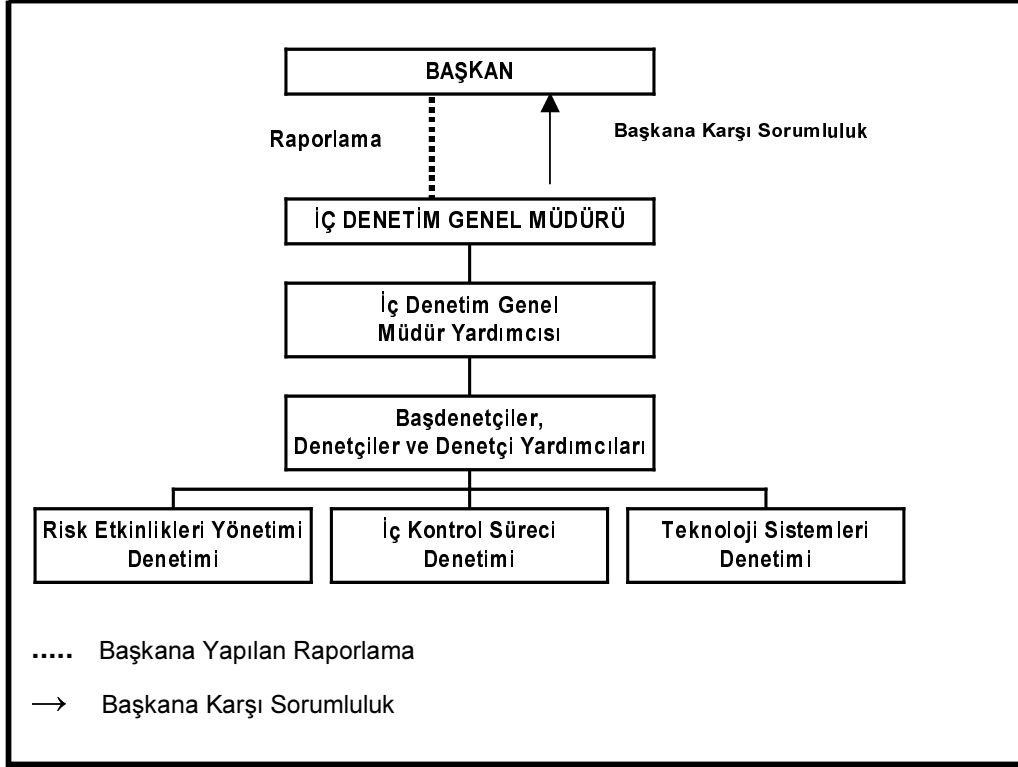 BAŞKAN
Raporlama
Başkana Karşı Sorumluluk
İÇ DENETİM GENEL MÜDÜRÜ
İç Denetim Genel
Müdür Yardımcısı
Başdenetçiler,
Denetçiler ve Denetçi Yardımcıları
Risk Etkinlikleri Yönetimi
Denetimi
İç Kontrol Süreci
Denetimi
Teknoloji Sistemleri
Denetimi
..... Başkana Yapılan Raporlama
→ Başkana Karşı Sorumluluk